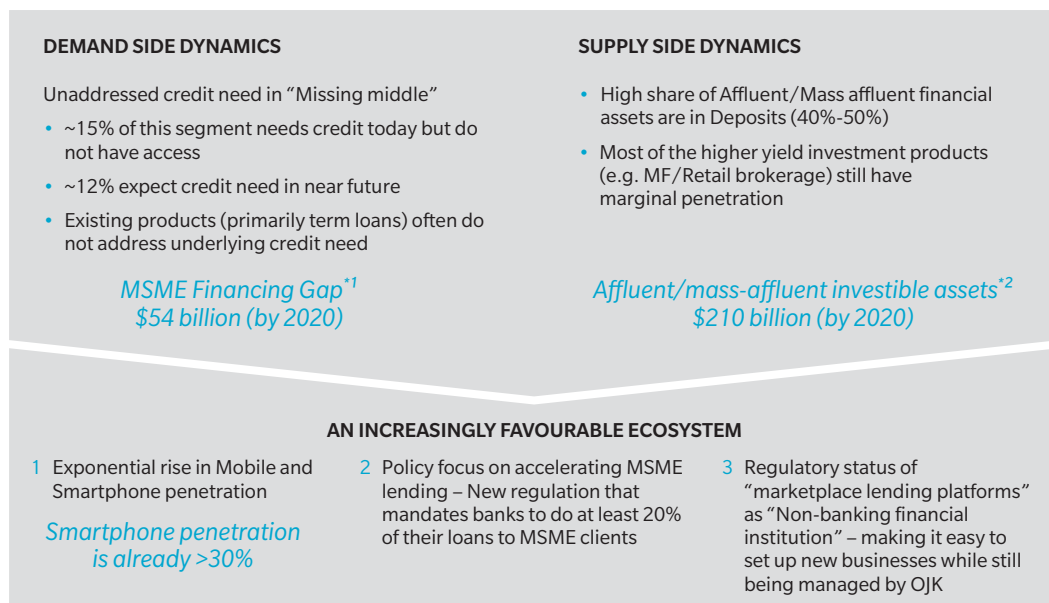 DEMAND SIDE DYNAMICS
Unaddressed credit need in “Missing middle”
• ~15% of this segment needs credit today but do
not have access
• ~12% expect credit need in near future
• Existing products (primarily term loans) often do
not address underlying credit need
MSME Financing Gap*1
$54 billion (by 2020)
SUPPLY SIDE DYNAMICS
• High share of Affluent/Mass affluent financial
assets are in Deposits (40%-50%)
• Most of the higher yield investment products
(e.g. MF/Retail brokerage) still have
marginal penetration
Affluent/mass-affluent investible assets*2
$210 billion (by 2020)
AN INCREASINGLY FAVOURABLE ECOSYSTEM
1 Exponential rise in Mobile and
Smartphone penetration
Smartphone penetration
is already >30%
2 Policy focus on accelerating MSME
lending – New regulation that
mandates banks to do at least 20%
of their loans to MSME clients
3 Regulatory status of
“marketplace lending platforms”
as “Non-banking financial
institution” – making it easy to
set up new businesses while still
being managed by OJK